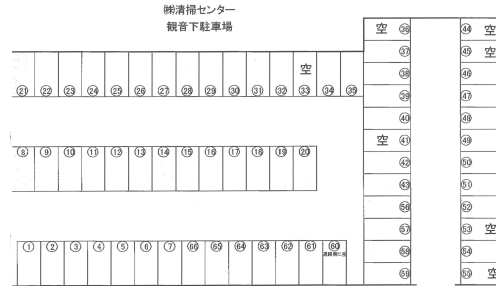 ㈱清掃センター
観音下駐車場
空 ㊱ ㊹ 空
㊲ ㊺ 空
㊳ ㊻
㊴ ㊼
㊵ ㊽
空 ㊶ ㊾
㊷ ㊿
㊸ 51
56 52
57 53 空
58 54
59 55 空
空
㉑ ㉒ ㉓ ㉔ ㉕ ㉖ ㉗ ㉘ ㉙ ㉚ ㉛ ㉜ ㉝ ㉞ ㉟
⑧ ⑨ ⑩ ⑪ ⑫ ⑬ ⑭ ⑮ ⑯ ⑰ ⑱ ⑲ ⑳
① ② ③ ④ ⑤ ⑥ ⑦ 66 65 64 63 62 61 60